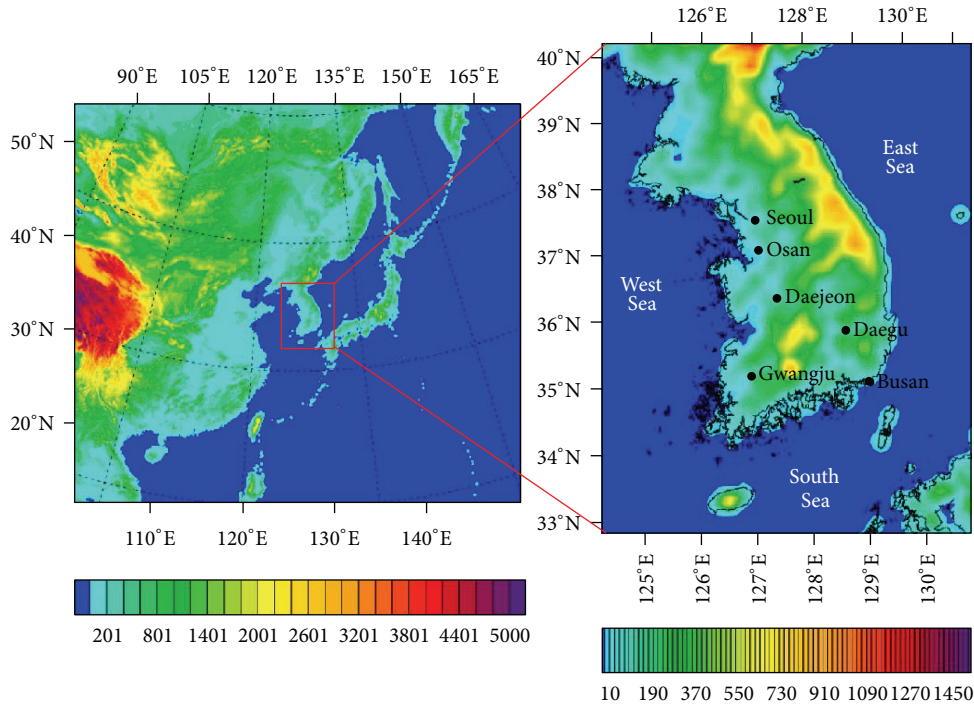 90˚E 105˚E 120˚E 135˚E 150˚E 165˚E
50˚N
40˚N
30˚N
20˚N
110˚E 120˚E 130˚E 140˚E
201 801 1401 2001 2601 3201 3801 4401 5000
126˚E 128˚E 130˚E
40˚N
39˚N
38˚N
37˚N
36˚N
35˚N
34˚N
33˚N
East
Sea
Seoul
Osan
West
Sea
Daejeon
Daegu
Gwangju
Busan
South
Sea
125˚E 126˚E 127˚E 128˚E 129˚E 130˚E
10 190 370 550 730 910 1090 1270 1450